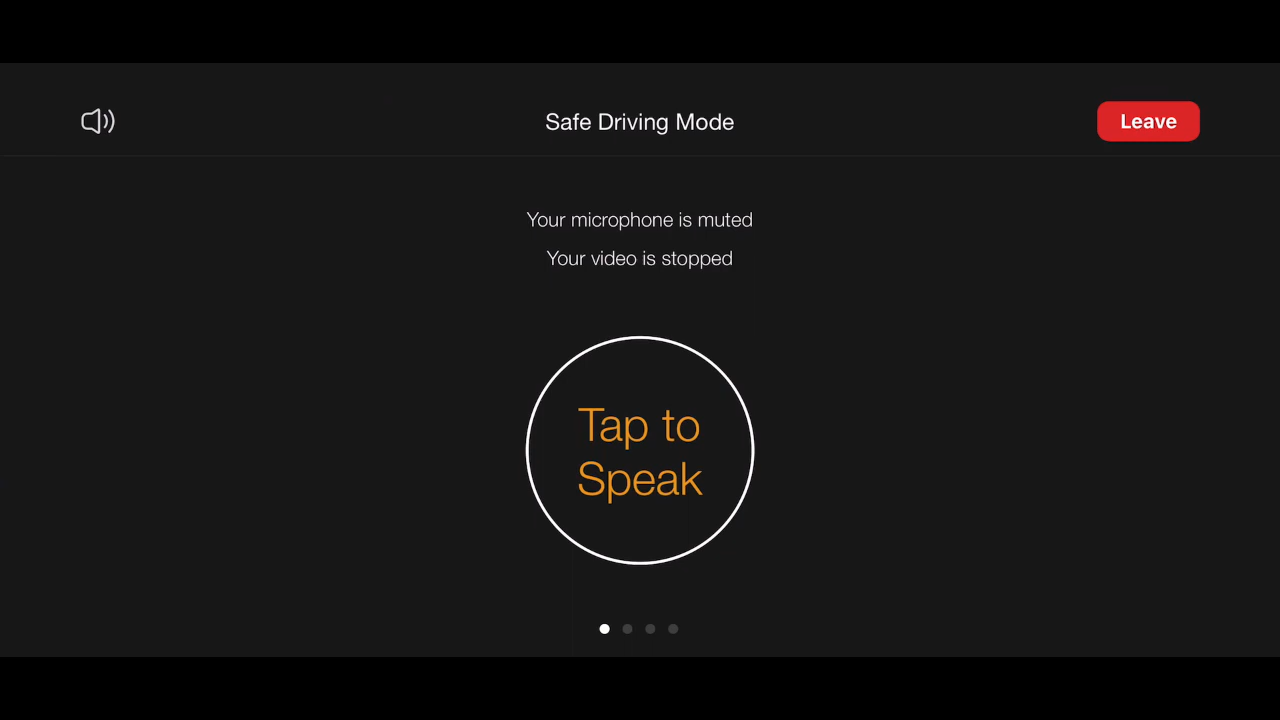 Safe Driving Mode
Leave
Your microphone is muted
Your video is stopped
Tap to
Speak